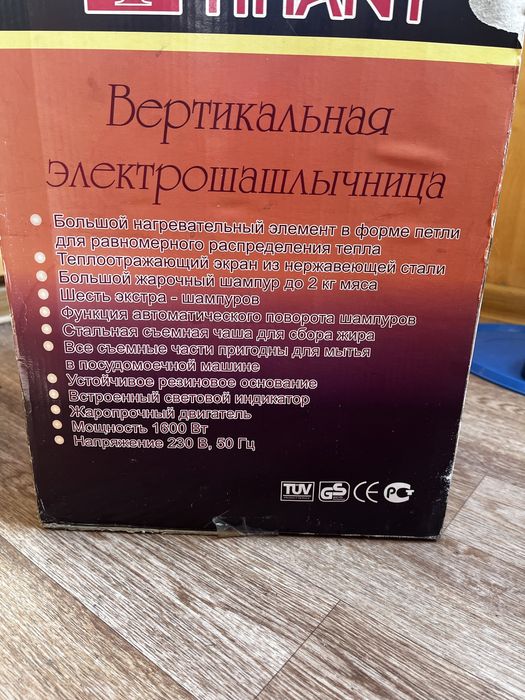 Вертикальная
электрошашлычница
Большой нагревательный элемент в форме петли
для равномерного распределения тепла
Теплоотражающий экран из нержавеющей стали
Большой жарочный шампур до 2 кг мяса
Шесть экстра - шампуров
Функция автоматического поворота шампуров
Стальная съемная чаша для сбора жира
Все съемные части пригодны для мытья
в посудомоечной машине
Устойчивое резиновое основание
Встроенный световой индикатор
Жаропрочный двигатель
Мощность 1600 Вт
Напряжение 230 В, 50 Гц
TUV GS CE РСТ